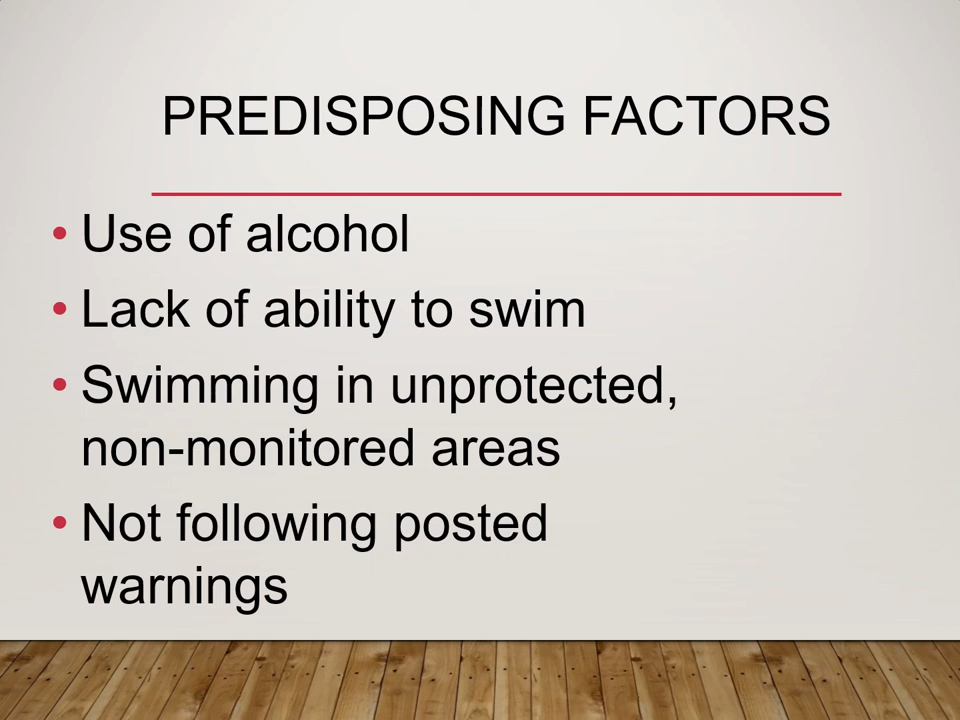 PREDISPOSING FACTORS
• Use of alcohol
• Lack of ability to swim
• Swimming in unprotected,
non-monitored areas
• Not following posted
warnings